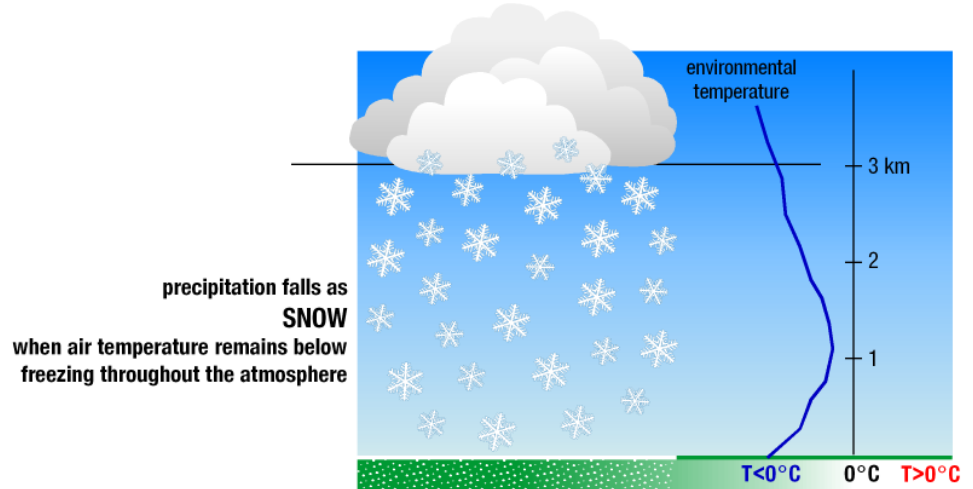 environmental
temperature
3 km
2
precipitation falls as
SNOW
when air temperature remains below
freezing throughout the atmosphere
1
T<0°C
0°C
T>0°C